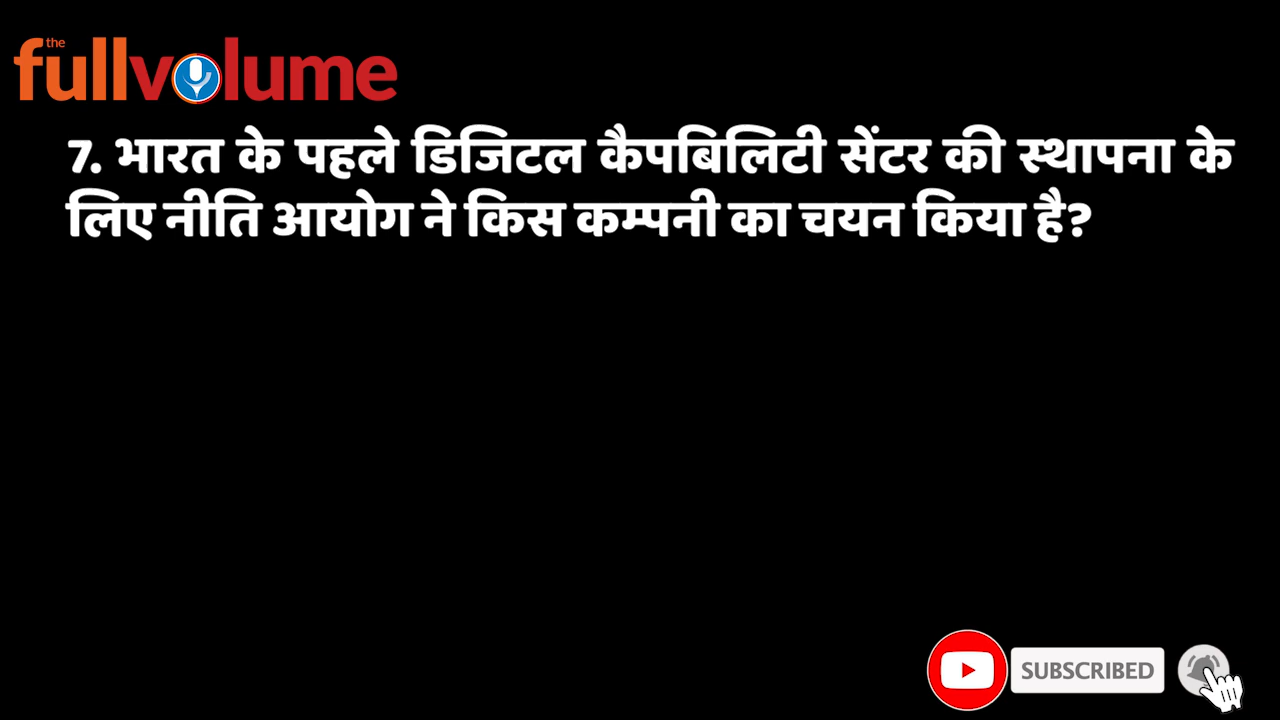 the
fullvolume
7. भारत के पहले डिजिटल कैपबिलिटी सेंटर की स्थापना के
लिए नीति आयोग ने किस कम्पनी का चयन किया है?
SUBSCRIBED